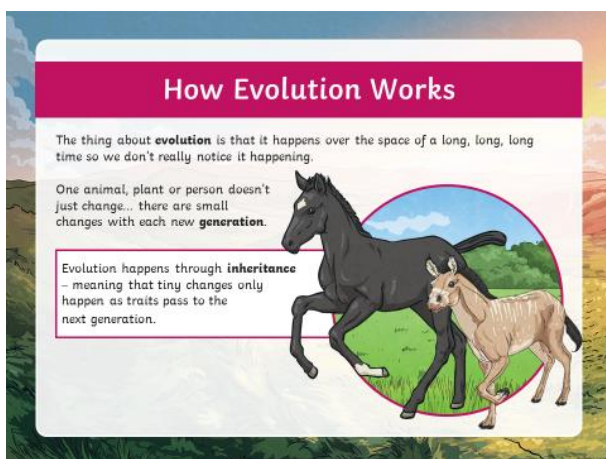 How Evolution Works
The thing about evolution is that it happens over the space of a long, long, long
time so we don't really notice it happening.
One animal, plant or person doesn't
just change... there are small
changes with each new generation.
Evolution happens through inheritance
– meaning that tiny changes only
happen as traits pass to the
next generation.